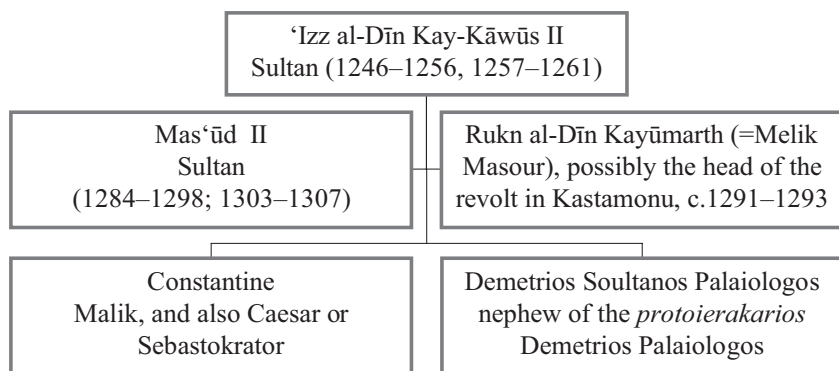 ‘Izz al-Dīn Kay-Kāwūs II
Sultan (1246–1256, 1257–1261)
Mas‘ūd II
Sultan
(1284–1298; 1303–1307)
Rukn al-Dīn Kayūmarth (=Melik
Masour), possibly the head of the
revolt in Kastamonu, c.1291–1293
Constantine
Malik, and also Caesar or
Sebastokrator
Demetrios Soultanos Palaiologos
nephew of the protoierakarios
Demetrios Palaiologos